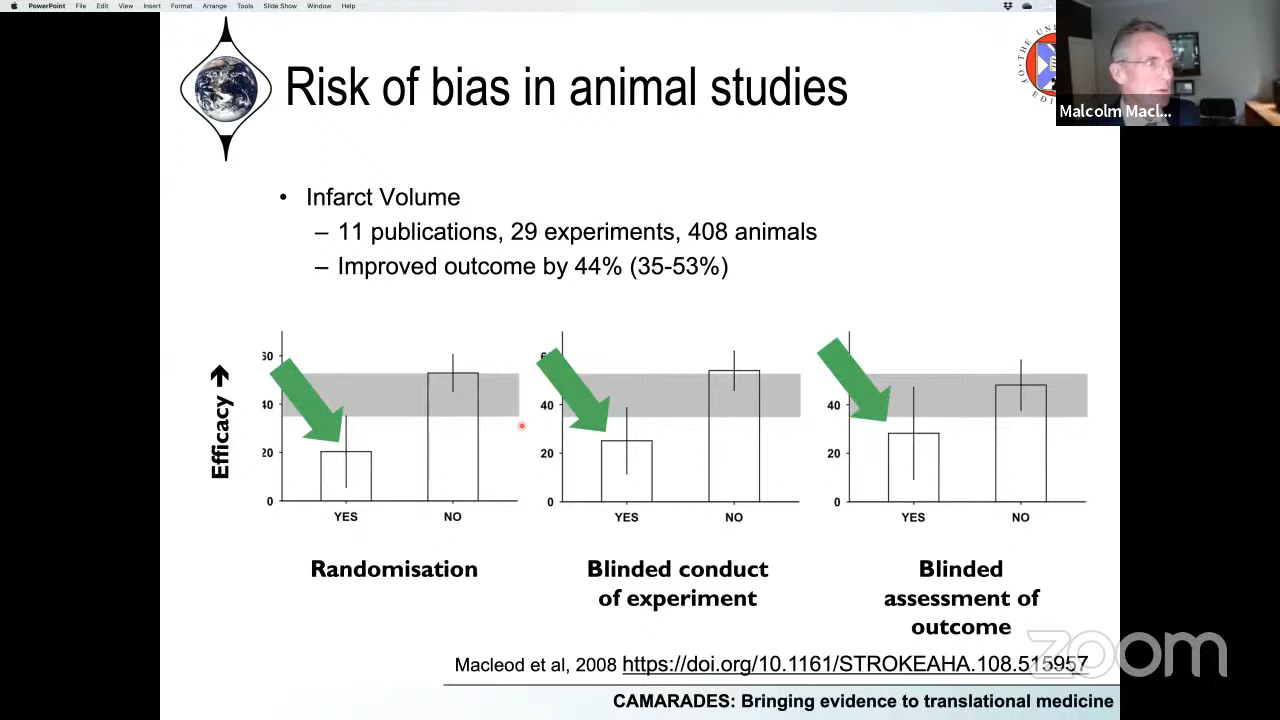 PowerPoint File Edit View Insert Format Arrange Tools Slide Show Window Help
Risk of bias in animal studies
Malcolm Macl...
• Infarct Volume
– 11 publications, 29 experiments, 408 animals
– Improved outcome by 44% (35-53%)
Efficacy →
40
20
0
YES NO
Randomisation
40
20
0
YES NO
Blinded conduct
of experiment
40
20
0
YES NO
Blinded
assessment of
outcome
zoom
Macleod et al, 2008 https://doi.org/10.1161/STROKEAHA.108.515957
CAMARADES: Bringing evidence to translational medicine